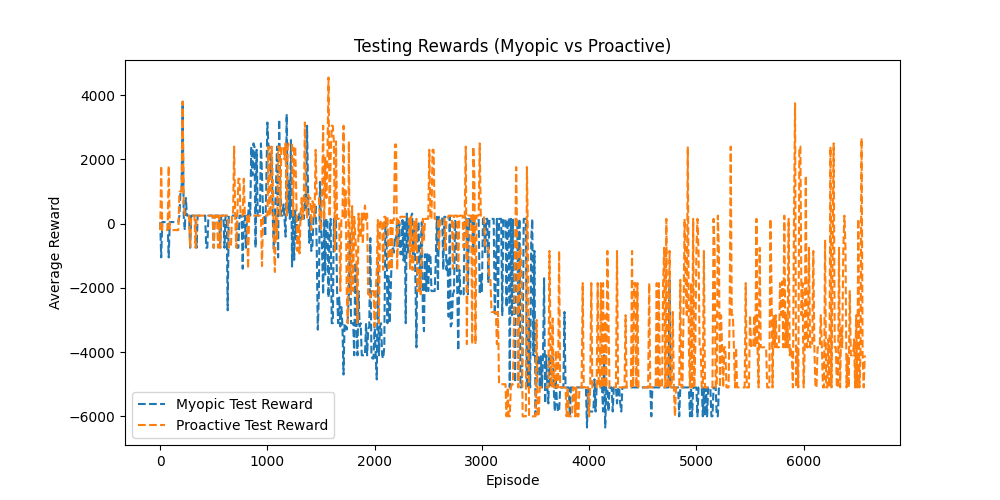 Testing Rewards (Myopic vs Proactive)
Average Reward
4000
2000
0
−2000
−4000
−6000
Myopic Test Reward
Proactive Test Reward
0 1000 2000 3000 4000 5000 6000
Episode